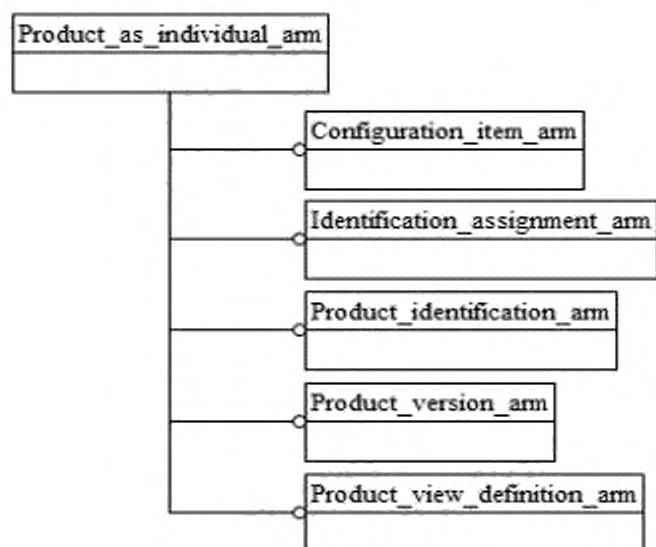 Product_as_individual_arm
Configuration_item_arm
Identification_assignment_arm
Product_identification_arm
Product_version_arm
Product_view_definition_arm